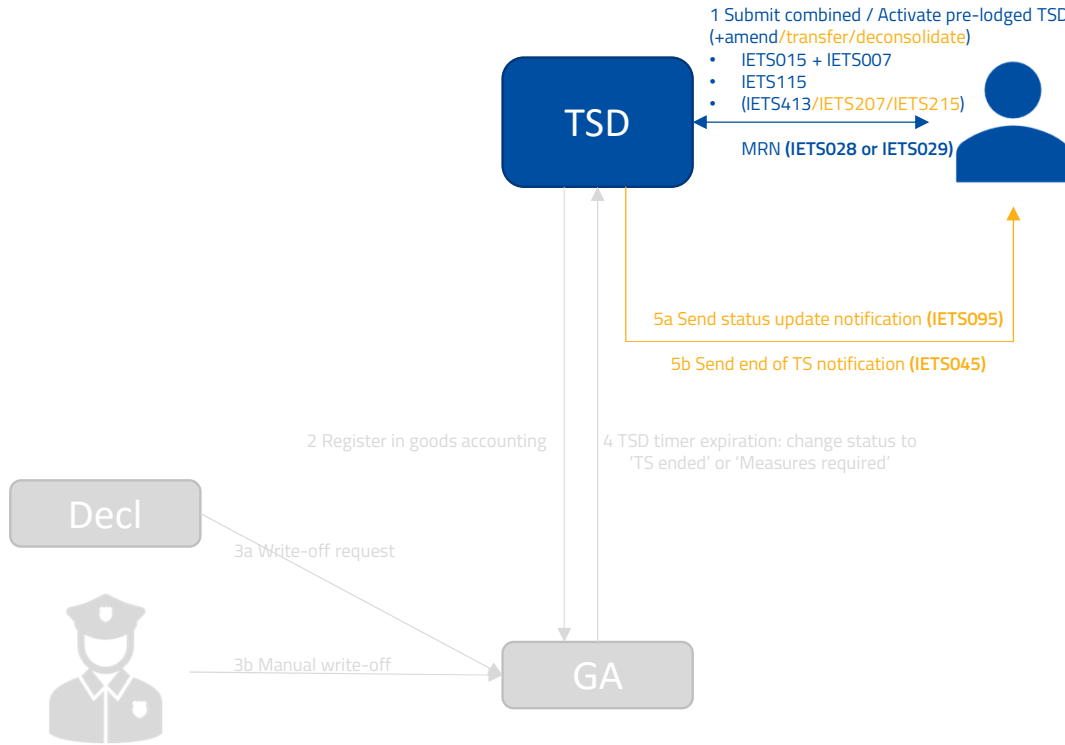 1 Submit combined / Activate pre-lodged TSD
(+amend/transfer/deconsolidate)
• IETS015 + IETS007
• IETS115
• (IETS413/IETS207/IETS215)
TSD
MRN (IETS028 or IETS029)
5a Send status update notification (IETS095)
5b Send end of TS notification (IETS045)
2 Register in goods accounting
4 TSD timer expiration: change status to
‘TS ended’ or ‘Measures required’
Decl
3a Write-off request
3b Manual write-off
GA